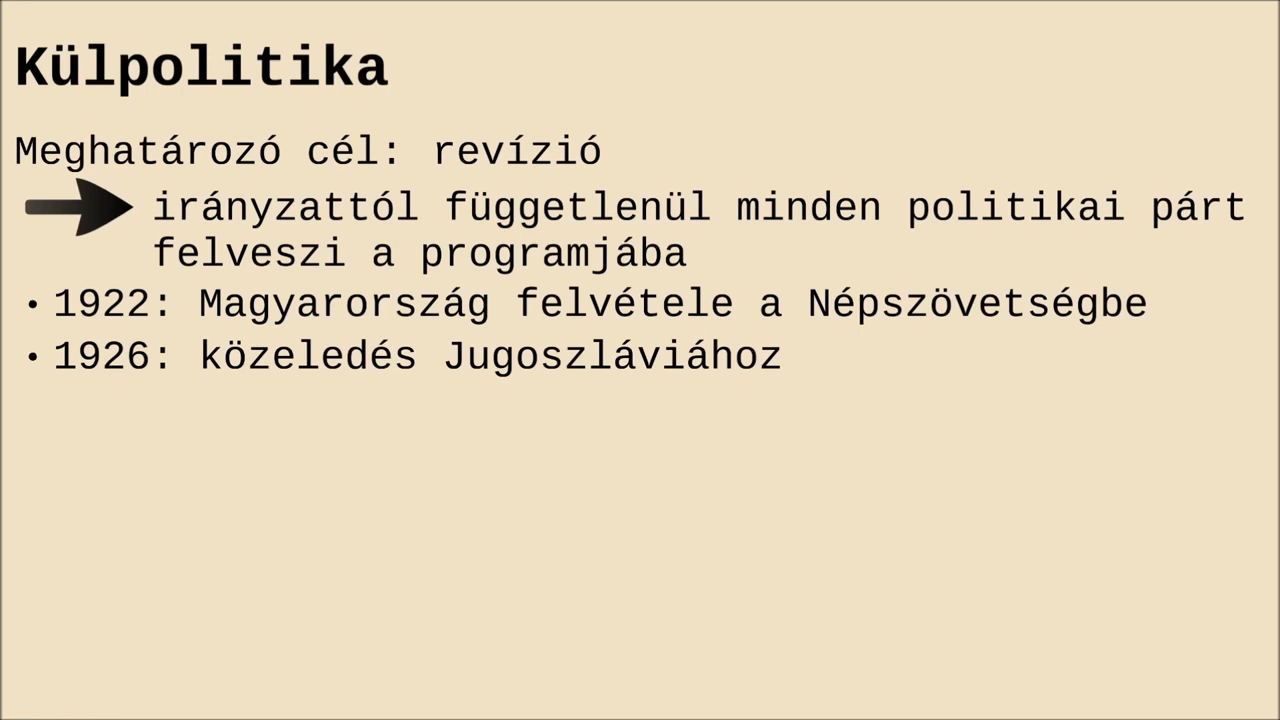 Külpolitika
Meghatározó cél: revízió
irányzattól függetlenül minden politikai párt
felveszi a programjába
• 1922: Magyarország felvétele a Népszövetségbe
• 1926: közeledés Jugoszláviához